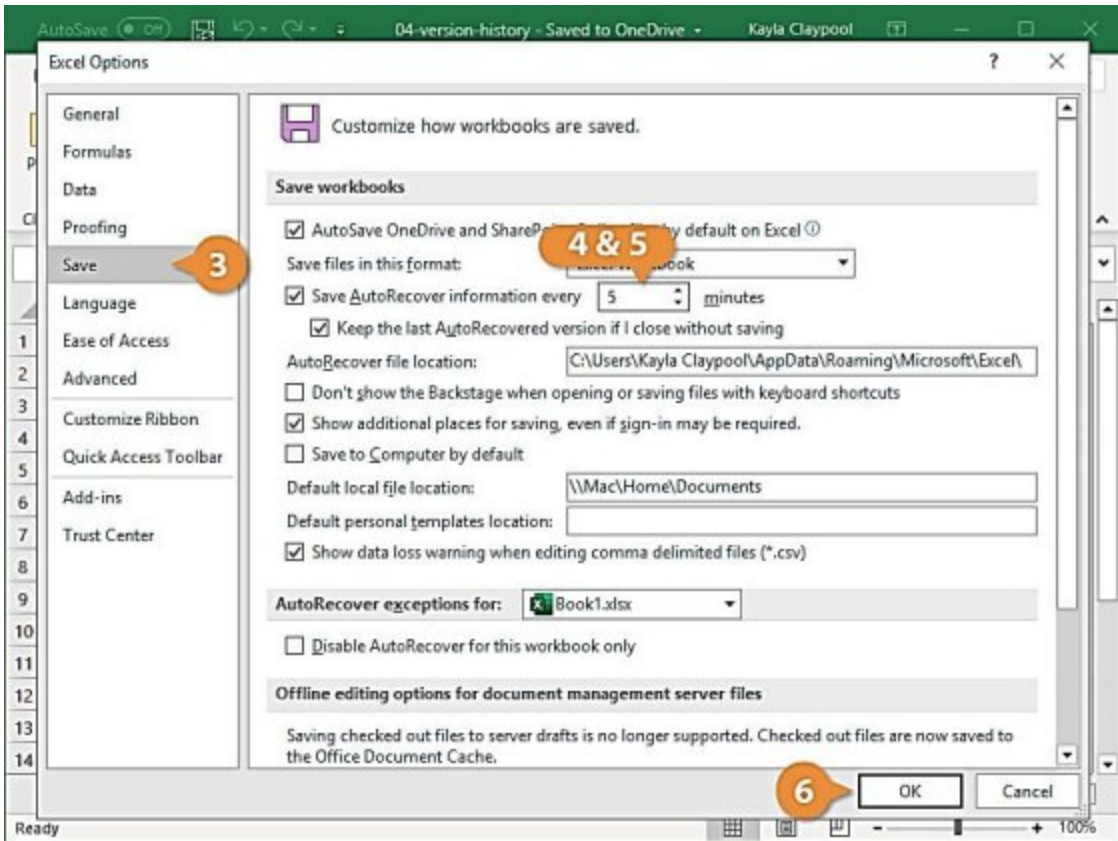 AutoSave Off 04-version-history - Saved to OneDrive Kayla Claypool
Excel Options ? ×
General
Formulas
Data
Proofing
Save
Language
Ease of Access
Advanced
Customize Ribbon
Quick Access Toolbar
Add-ins
Trust Center
3
Customize how workbooks are saved.
Save workbooks
AutoSave OneDrive and by default on Excel
4 & 5
Save files in this format:
Save AutoRecover information every 5 minutes
Keep the last AutoRecovered version if I close without saving
AutoRecover file location: C:\Users\Kayla Claypool\AppData\Roaming\Microsoft\Excel\
Don't show the Backstage when opening or saving files with keyboard shortcuts
Show additional places for saving, even if sign-in may be required.
Save to Computer by default
Default local file location: \\Mac\Home\Documents
Default personal templates location:
Show data loss warning when editing comma delimited files (*.csv)
AutoRecover exceptions for: Book1.xlsx
Disable AutoRecover for this workbook only
Offline editing options for document management server files
Saving checked out files to server drafts is no longer supported. Checked out files are now saved to
the Office Document Cache.
6 OK Cancel
1
2
3
4
5
6
7
8
9
10
11
12
13
14
Ready 100%